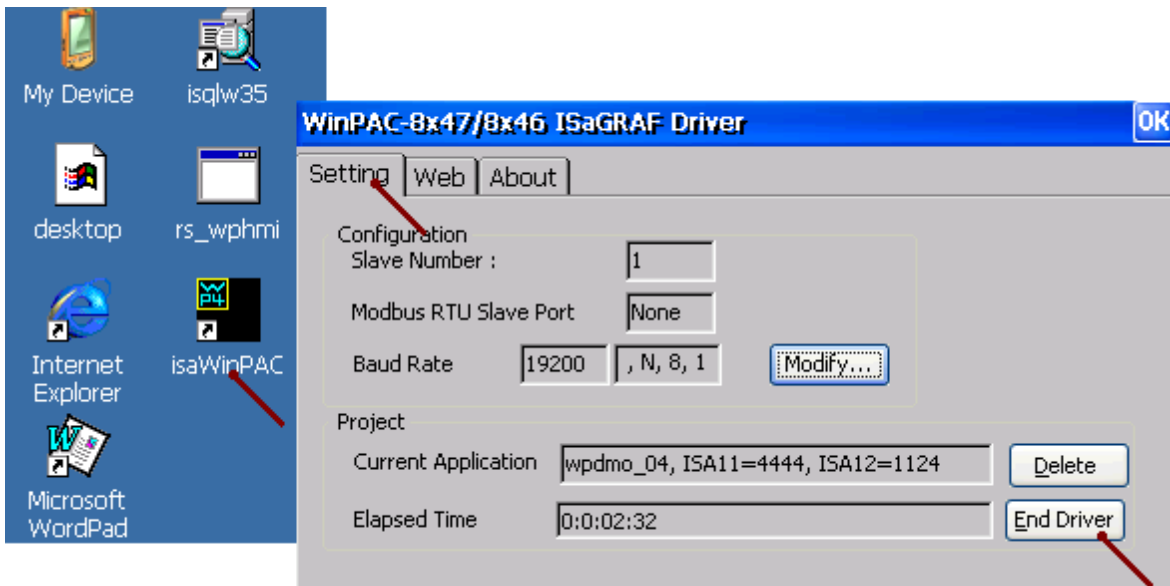 My Device
isqlw35
desktop
rs_wphmi
Internet Explorer
isaWinPAC
Microsoft WordPad
P4
WinPAC-8x47/8x46 ISaGRAF Driver
OK
Setting
Web
About
Configuration
Slave Number :
1
Modbus RTU Slave Port
None
Baud Rate
19200
, N, 8, 1
Modify...
Project
Current Application
wpdmo_04, ISA11=4444, ISA12=1124
Delete
Elapsed Time
0:0:02:32
End Driver